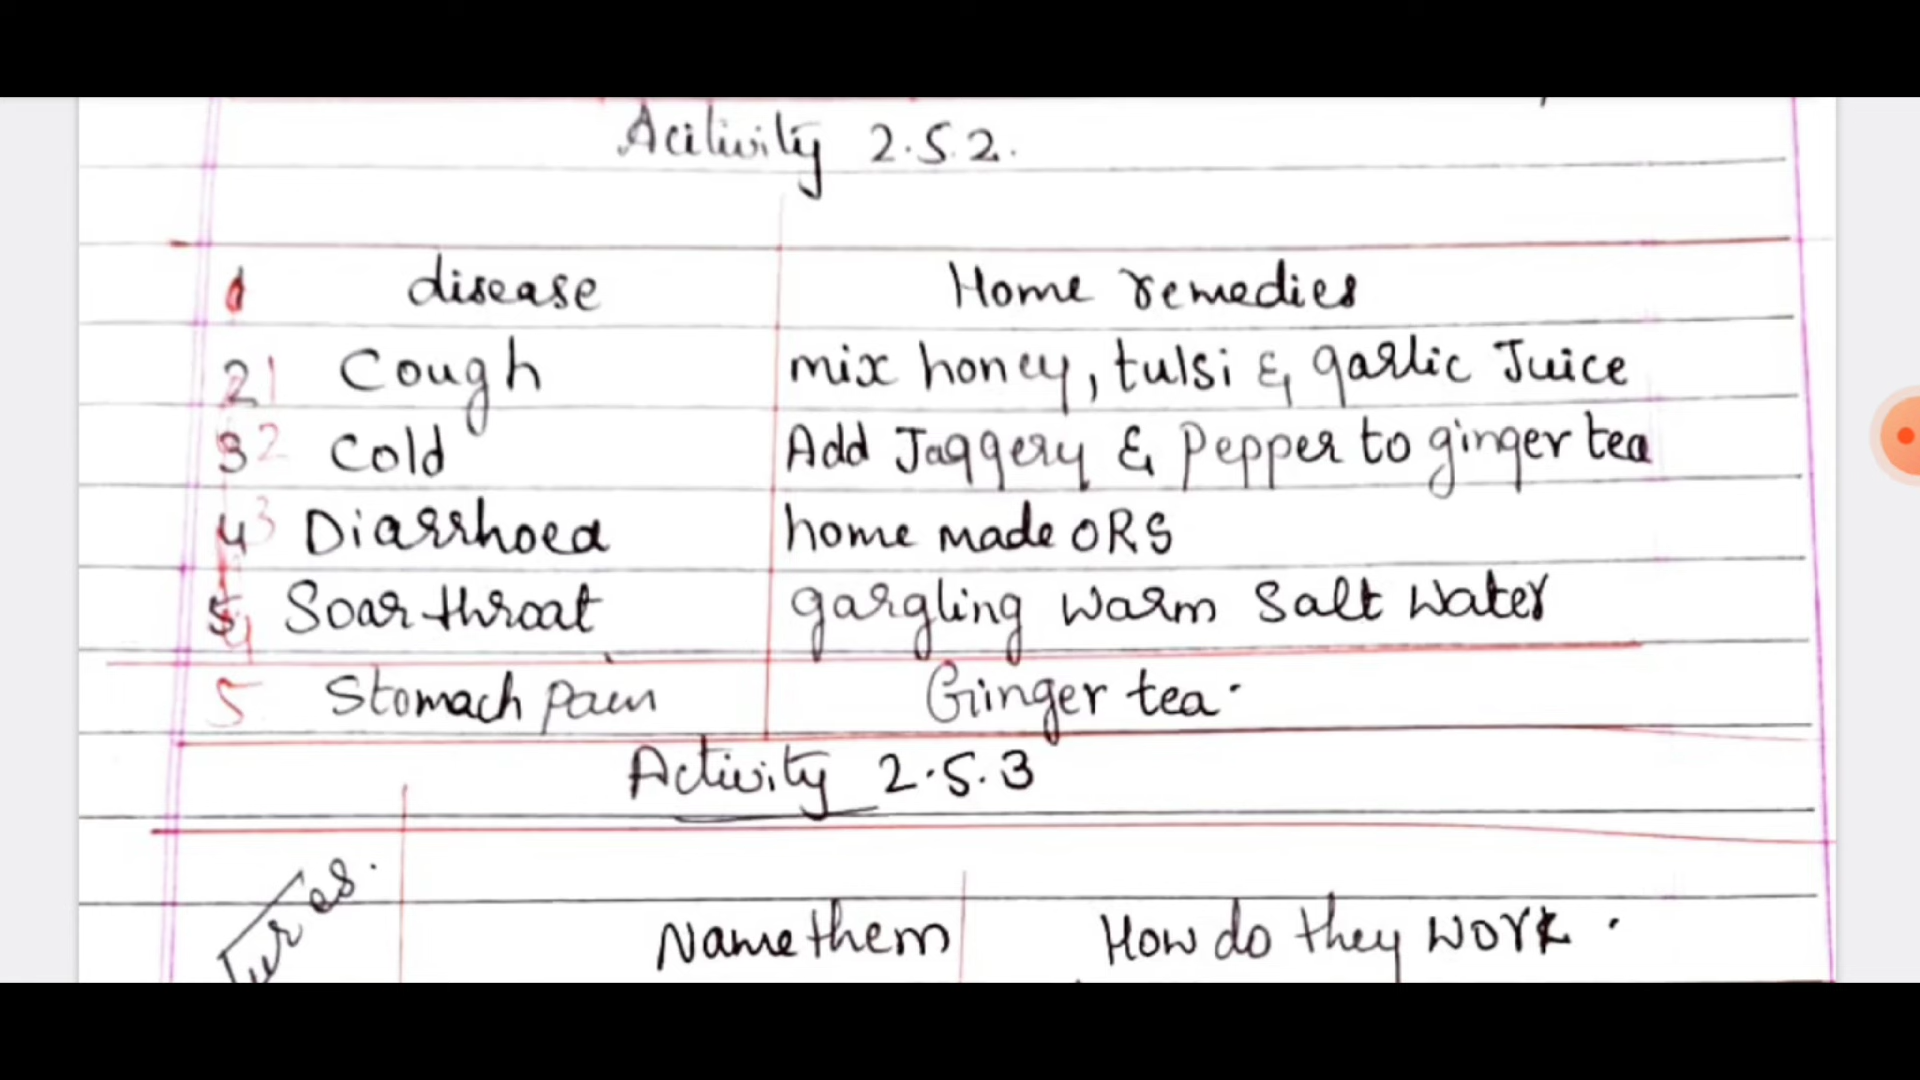 Acitivity 2.5.2.
1 disease Home remedies
2 1 Cough mix honey, tulsi & garlic Juice
3 2 Cold Add Jaggery & Pepper to ginger tea
4 3 Diarrhoea home made ORS
5 4 Soar throat gargling warm Salt Water
5 Stomach pain Ginger tea.
Activity 2.5.3
Name them How do they work.